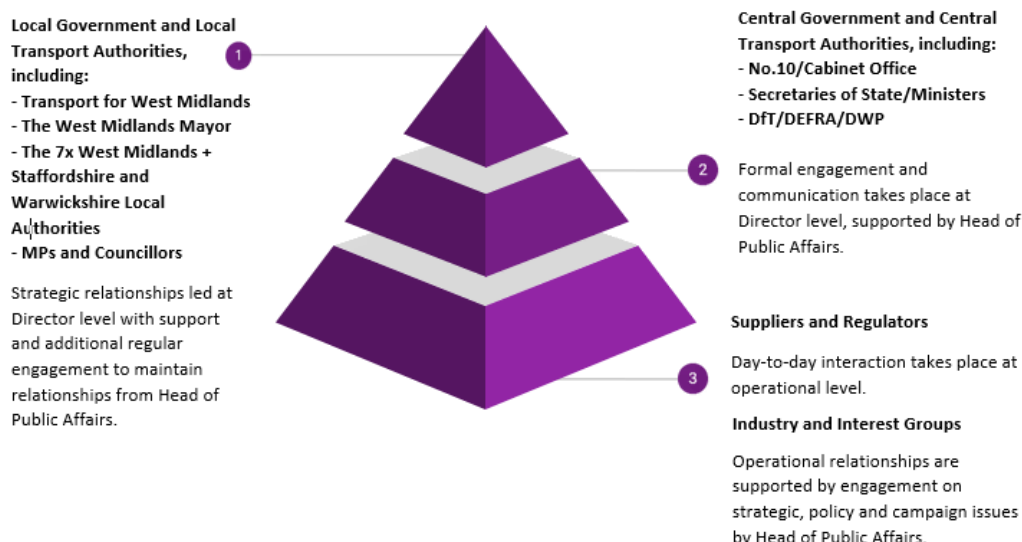 Local Government and Local
Transport Authorities,
including:
- Transport for West Midlands
- The West Midlands Mayor
- The 7x West Midlands +
Staffordshire and
Warwickshire Local
Authorities
- MPs and Councillors
Strategic relationships led at
Director level with support
and additional regular
engagement to maintain
relationships from Head of
Public Affairs.
1
Central Government and Central
Transport Authorities, including:
- No.10/Cabinet Office
- Secretaries of State/Ministers
- DfT/DEFRA/DWP
2
Formal engagement and
communication takes place at
Director level, supported by Head of
Public Affairs.
Suppliers and Regulators
3
Day-to-day interaction takes place at
operational level.
Industry and Interest Groups
Operational relationships are
supported by engagement on
strategic, policy and campaign issues
by Head of Public Affairs.